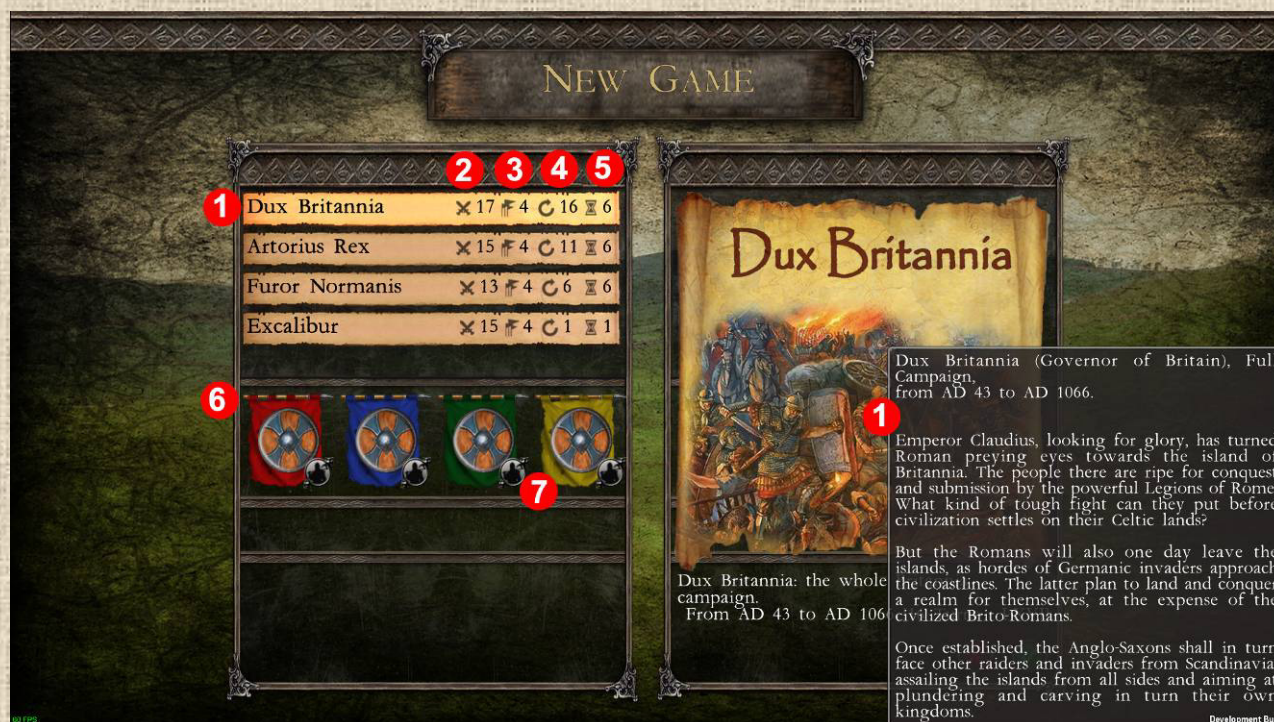 NEW GAME
2 3 4 5
1 Dux Britannia 17 4 16 6
Artorius Rex 15 4 11 6
Furor Normanis 13 4 6 6
Excalibur 15 4 1 1
6
7
Dux Britannia
Dux Britannia: the whole
campaign.
From AD 43 to AD 106
1
Dux Britannia (Governor of Britain), Ful
Campaign,
from AD 43 to AD 1066.
Emperor Claudius, looking for glory, has turned
Roman preying eyes towards the island of
Britannia. The people there are ripe for conquest
and submission by the powerful Legions of Rome.
What kind of tough fight can they put before
civilization settles on their Celtic lands?
But the Romans will also one day leave the
islands, as hordes of Germanic invaders approach
the coastlines. The latter plan to land and conquer
a realm for themselves, at the expense of the
civilized Brito-Romans.
Once established, the Anglo-Saxons shall in turn
face other raiders and invaders from Scandinavia
assailing the islands from all sides and aiming at
plundering and carving in turn their own
kingdoms.
60 FPS
Development Bu